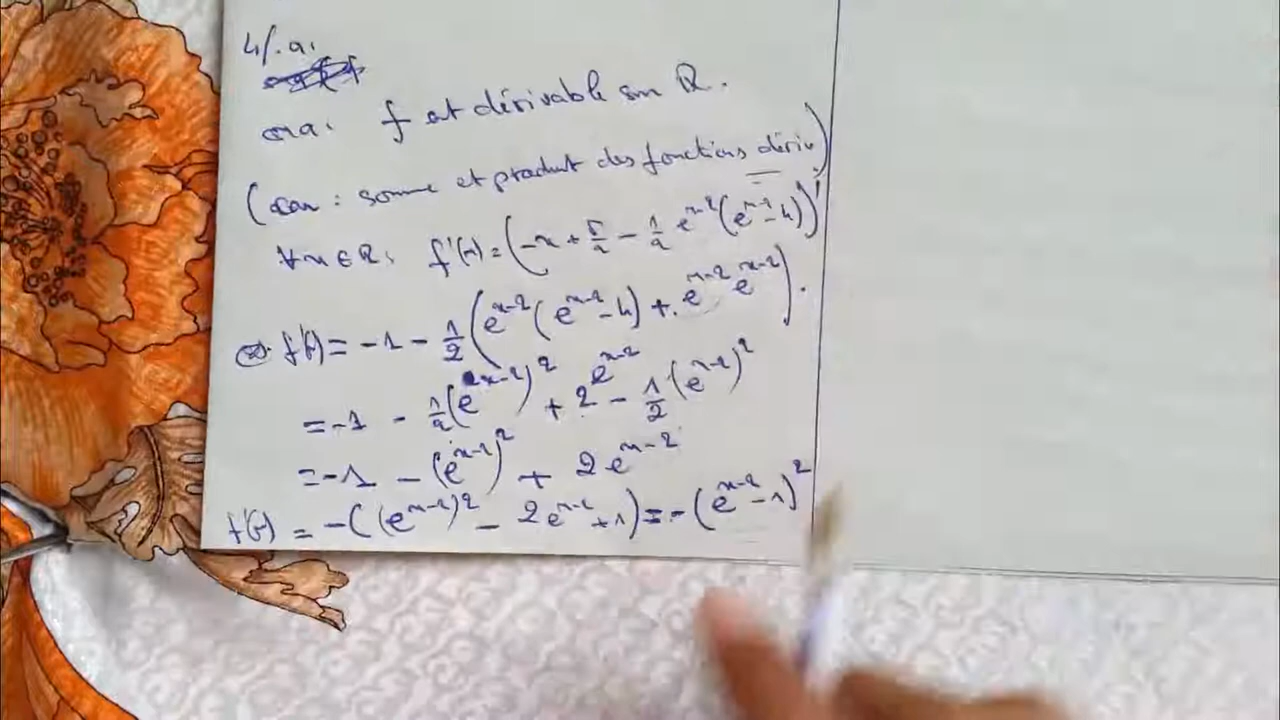 4/. a.
on a: f est dérivable sur ℝ.
(car : somme et produit des fonctions dériv)
∀x∈ℝ, f'(x) = (-x + 5/2 - 1/2 e^{x-2}(e^{x-2} - 4))'
f'(x) = -1 - 1/2 (e^{x-2}(e^{x-2} - 4) + e^{x-2} e^{x-2}).
= -1 - 1/2 (e^{x-2})^2 + 2 e^{x-2} - 1/2 (e^{x-2})^2
= -1 - (e^{x-2})^2 + 2e^{x-2}
f'(x) = -((e^{x-2})^2 - 2e^{x-2} + 1) = -(e^{x-2} - 1)^2